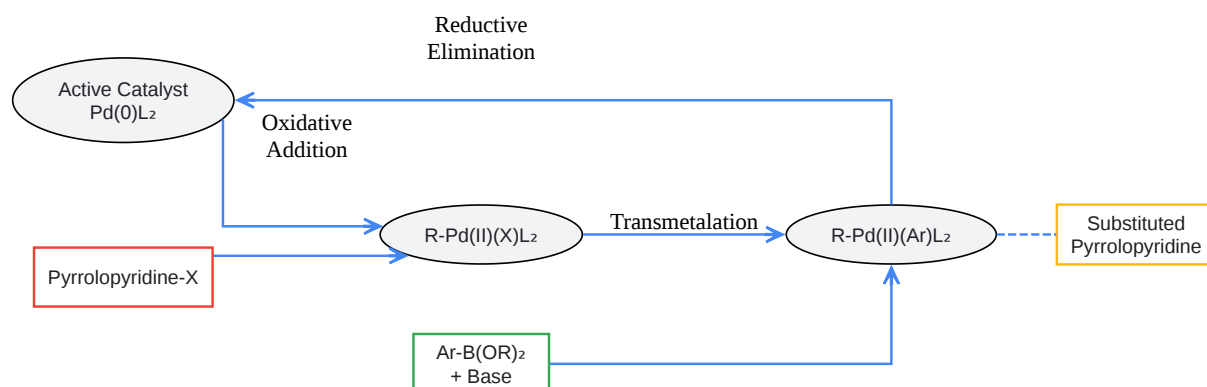 Reductive
Elimination
Active Catalyst
Pd(0)L₂
Oxidative
Addition
Transmetalation
R-Pd(II)(X)L₂
R-Pd(II)(Ar)L₂
Substituted
Pyrrolopyridine
Pyrrolopyridine-X
Ar-B(OR)₂
+ Base